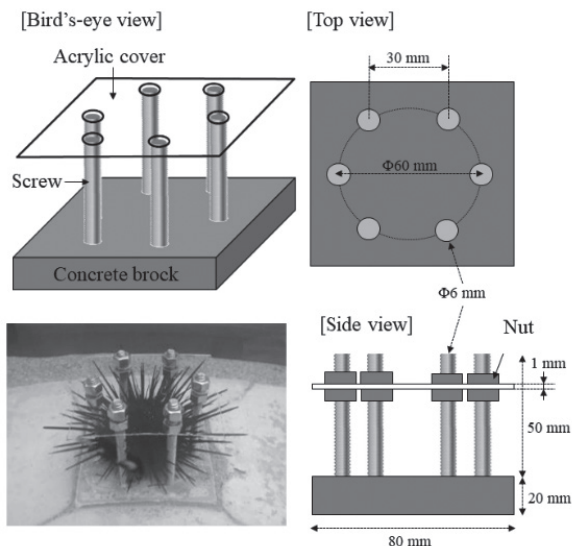 [Bird's-eye view]
Acrylic cover
Screw
Concrete brock
[Top view]
30 mm
Φ60 mm
Φ6 mm
[Side view]
Nut
1 mm
50 mm
20 mm
80 mm